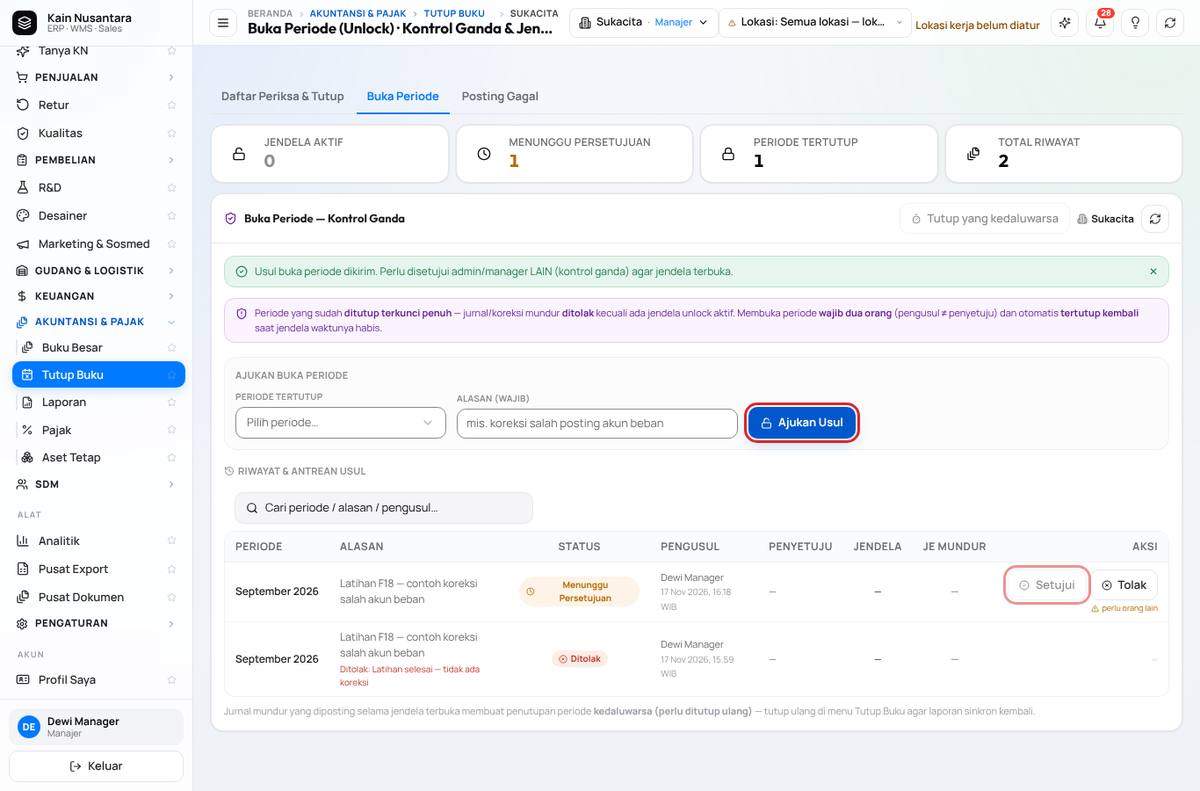 Kain Nusantara
ERP · WMS · Sales
Tanya KN
PENJUALAN
Retur
Kualitas
PEMBELIAN
R&D
Desainer
Marketing & Sosmed
GUDANG & LOGISTIK
KEUANGAN
AKUNTANSI & PAJAK
Buku Besar
Tutup Buku
Laporan
Pajak
Aset Tetap
SDM
ALAT
Analitik
Pusat Export
Pusat Dokumen
PENGATURAN
AKUN
Profil Saya
DE
Dewi Manager
Manajer
Keluar
BERANDA › AKUNTANSI & PAJAK › TUTUP BUKU › SUKACITA
Buka Periode (Unlock) · Kontrol Ganda & Jen...
Sukacita · Manajer
Lokasi: Semua lokasi — lok...
Lokasi kerja belum diatur
28
Daftar Periksa & Tutup
Buka Periode
Posting Gagal
JENDELA AKTIF
0
MENUNGGU PERSETUJUAN
1
PERIODE TERTUTUP
1
TOTAL RIWAYAT
2
Buka Periode — Kontrol Ganda
Tutup yang kedaluwarsa
Sukacita
Usul buka periode dikirim. Perlu disetujui admin/manager LAIN (kontrol ganda) agar jendela terbuka.
Periode yang sudah ditutup terkunci penuh — jurnal/koreksi mundur ditolak kecuali ada jendela unlock aktif. Membuka periode wajib dua orang (pengusul ≠ penyetuju) dan otomatis tertutup kembali
saat jendela waktunya habis.
AJUKAN BUKA PERIODE
PERIODE TERTUTUP
Pilih periode...
ALASAN (WAJIB)
mis. koreksi salah posting akun beban
Ajukan Usul
RIWAYAT & ANTREAN USUL
Cari periode / alasan / pengusul...
PERIODE ALASAN STATUS PENGUSUL PENYETUJU JENDELA JE MUNDUR AKSI
September 2026
Latihan F18 — contoh koreksi
salah akun beban
Menunggu
Persetujuan
Dewi Manager
17 Nov 2026, 16.18
WIB
— — —
Setujui
Tolak
perlu orang lain
September 2026
Latihan F18 — contoh koreksi
salah akun beban
Ditolak: Latihan selesai — tidak ada
koreksi
Ditolak
Dewi Manager
17 Nov 2026, 15.59
WIB
— — — —
Jurnal mundur yang diposting selama jendela terbuka membuat penutupan periode kedaluwarsa (perlu ditutup ulang) — tutup ulang di menu Tutup Buku agar laporan sinkron kembali.